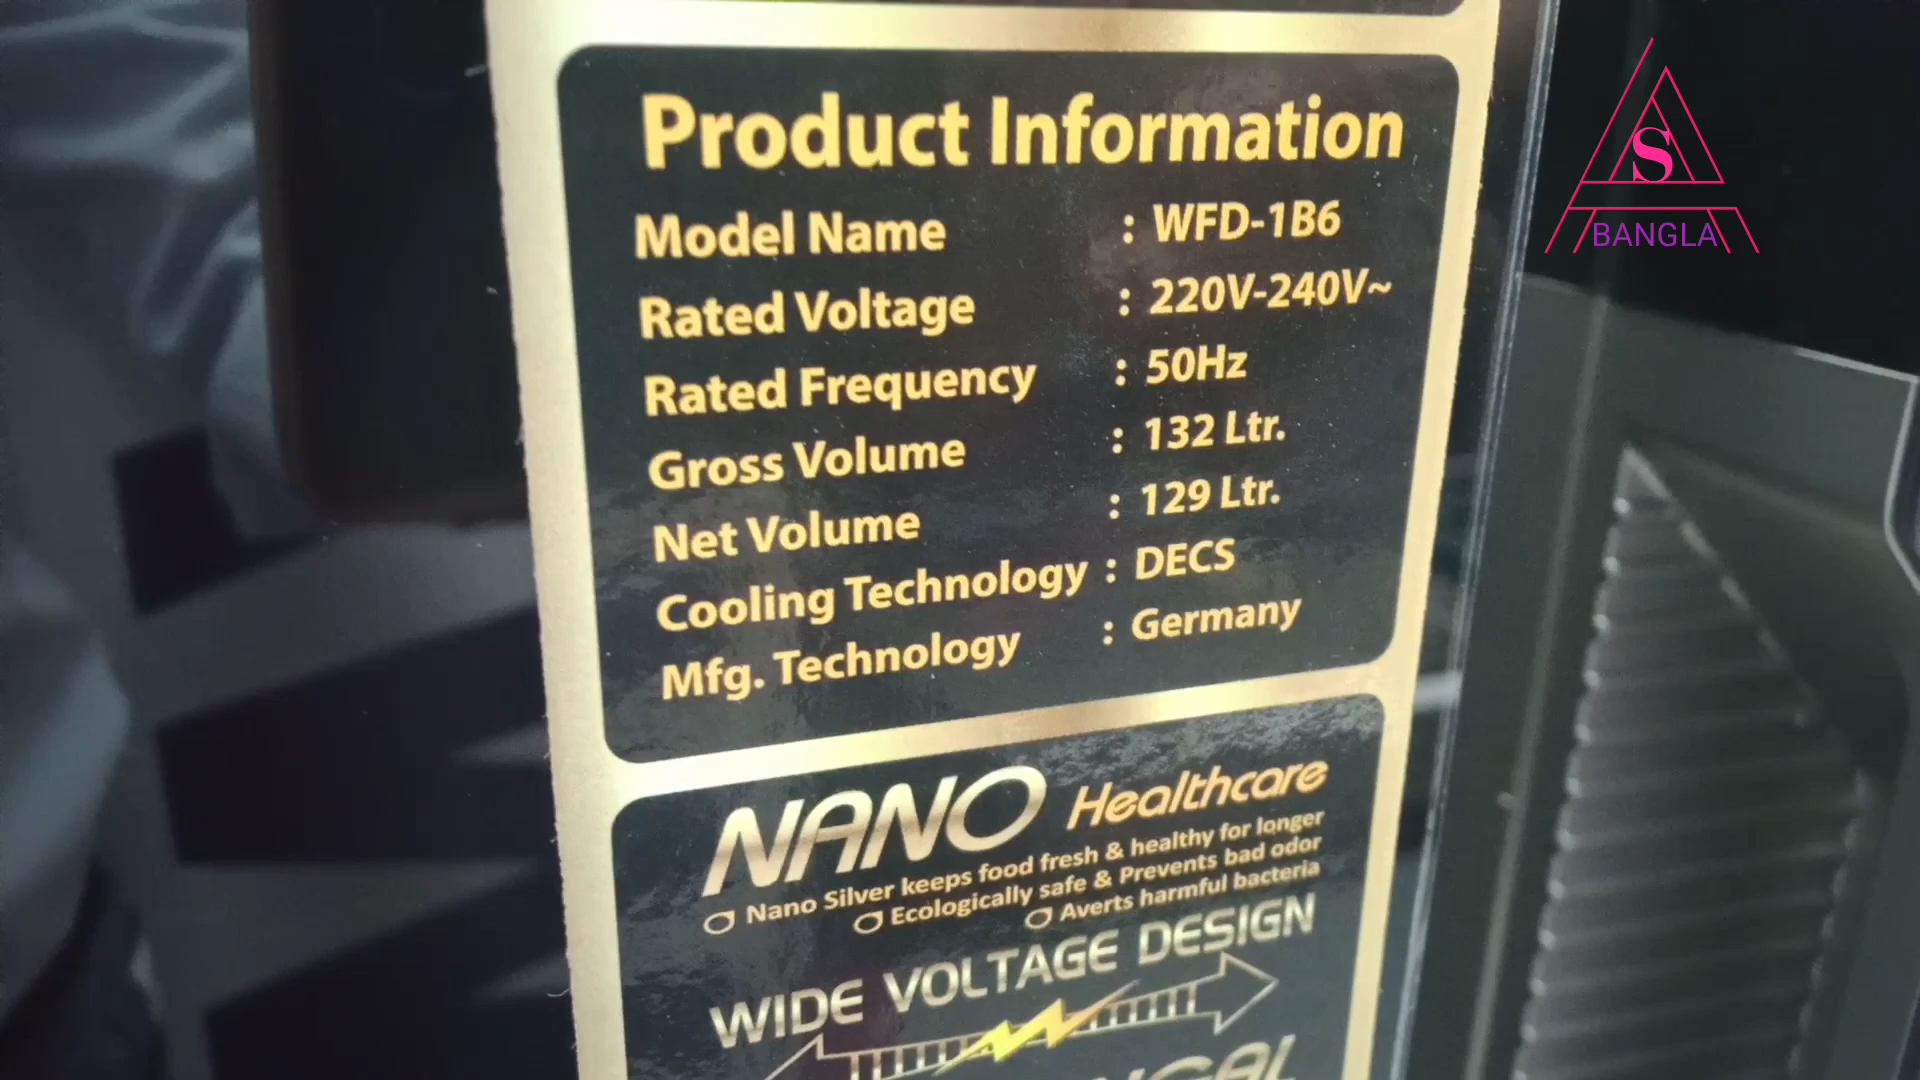 Product Information
Model Name : WFD-1B6
Rated Voltage : 220V-240V~
Rated Frequency : 50Hz
Gross Volume : 132 Ltr.
Net Volume : 129 Ltr.
Cooling Technology : DECS
Mfg. Technology : Germany
NANO Healthcare
Nano Silver keeps food fresh & healthy for longer
Ecologically safe & Prevents bad odor
Averts harmful bacteria
WIDE VOLTAGE DESIGN
S
BANGLA